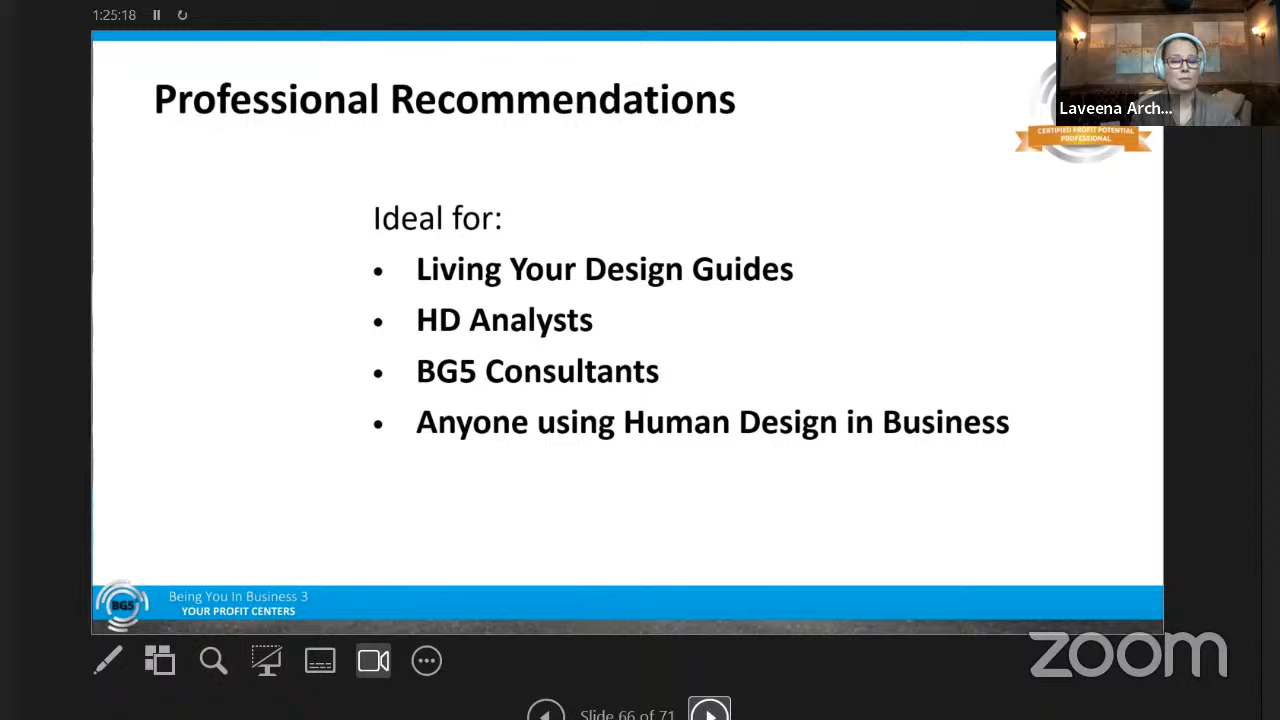 1:25:18
Professional Recommendations
Laveena Arch...
CERTIFIED PROFIT POTENTIAL
PROFESSIONAL
Ideal for:
• Living Your Design Guides
• HD Analysts
• BG5 Consultants
• Anyone using Human Design in Business
BG5
Being You In Business 3
YOUR PROFIT CENTERS
zoom
Slide 66 of 71